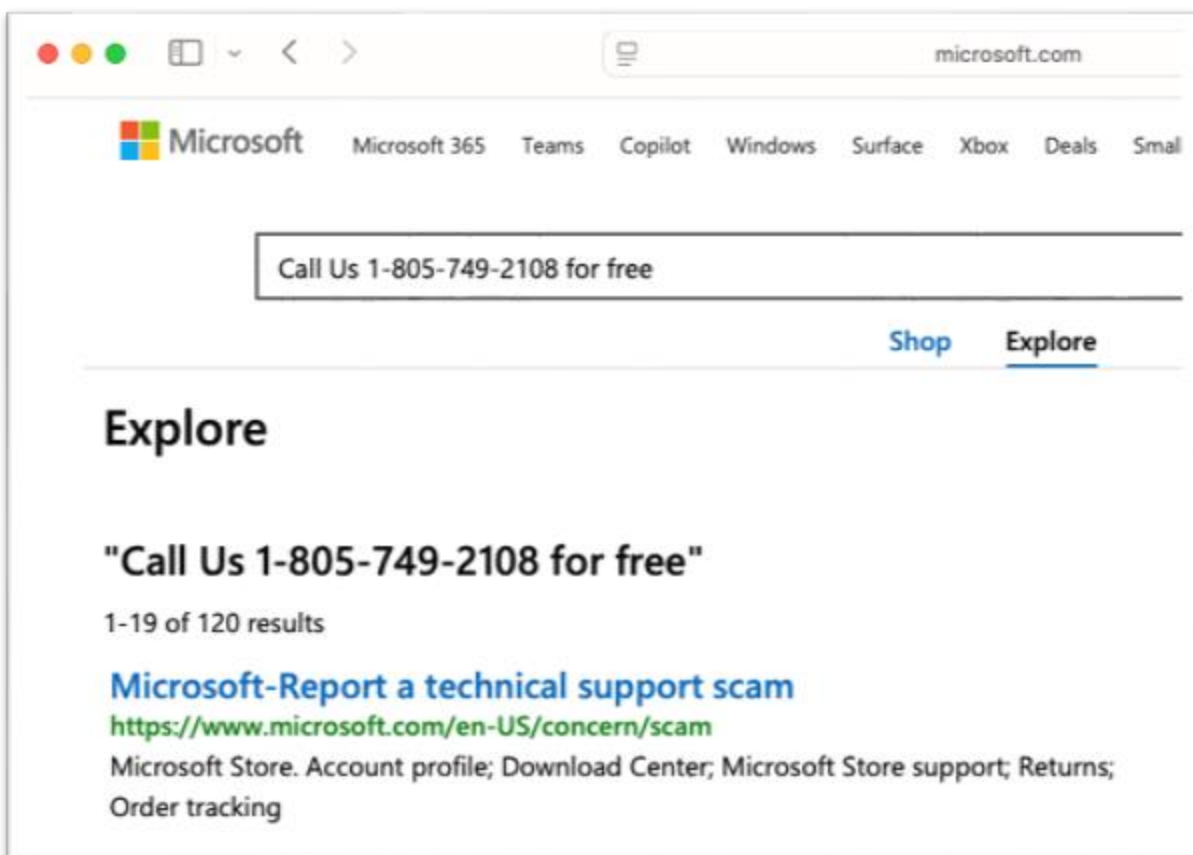 microsoft.com
Microsoft Microsoft 365 Teams Copilot Windows Surface Xbox Deals Smal
Call Us 1-805-749-2108 for free
Shop Explore
Explore
"Call Us 1-805-749-2108 for free"
1-19 of 120 results
Microsoft-Report a technical support scam
https://www.microsoft.com/en-US/concern/scam
Microsoft Store. Account profile; Download Center; Microsoft Store support; Returns;
Order tracking